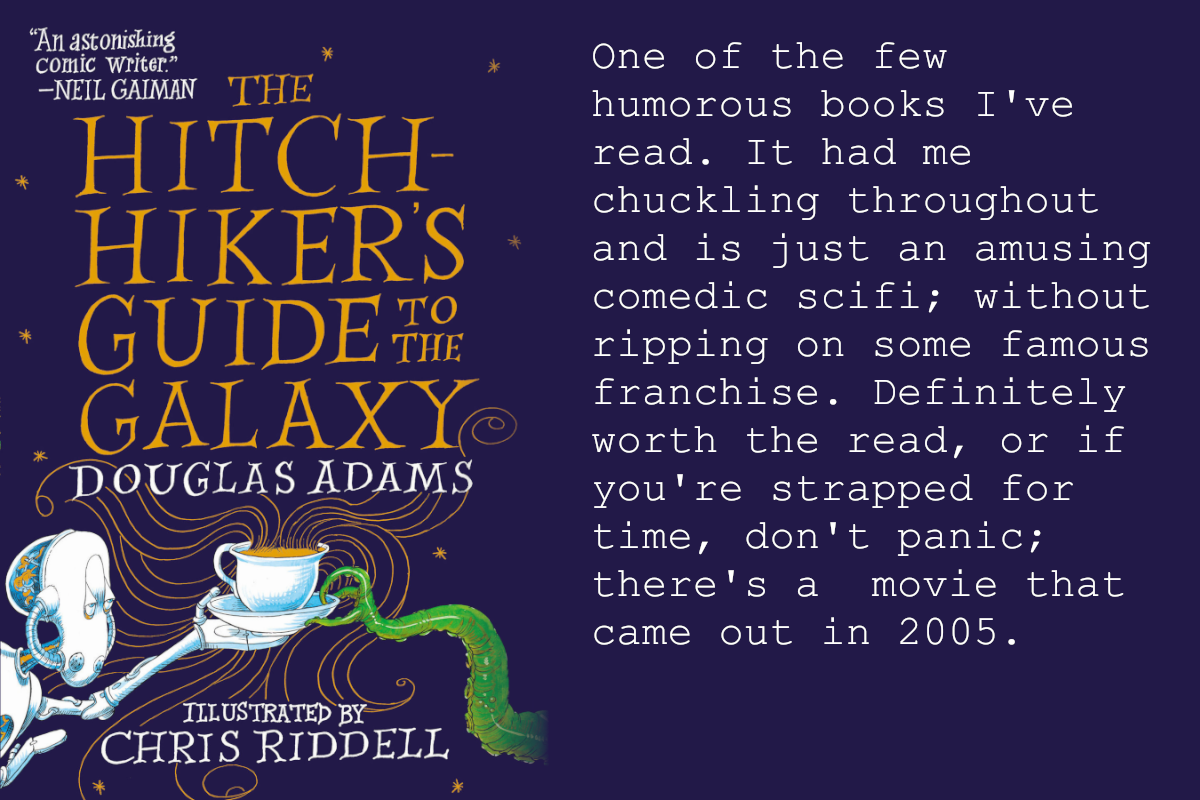 “An astonishing
comic writer.”
—NEIL GAIMAN
THE
HITCH-
HIKER’S
GUIDE TO
THE
GALAXY
DOUGLAS ADAMS
ILLUSTRATED BY
CHRIS RIDDELL
One of the few
humorous books I've
read. It had me
chuckling throughout
and is just an amusing
comedic scifi; without
ripping on some famous
franchise. Definitely
worth the read, or if
you're strapped for
time, don't panic;
there's a  movie that
came out in 2005.